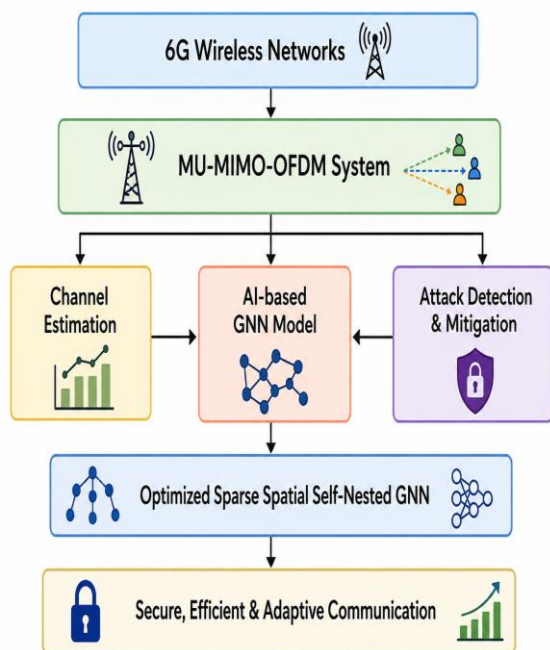 6G Wireless Networks
MU-MIMO-OFDM System
Channel
Estimation
AI-based
GNN Model
Attack Detection
& Mitigation
Optimized Sparse Spatial Self-Nested GNN
Secure, Efficient & Adaptive Communication